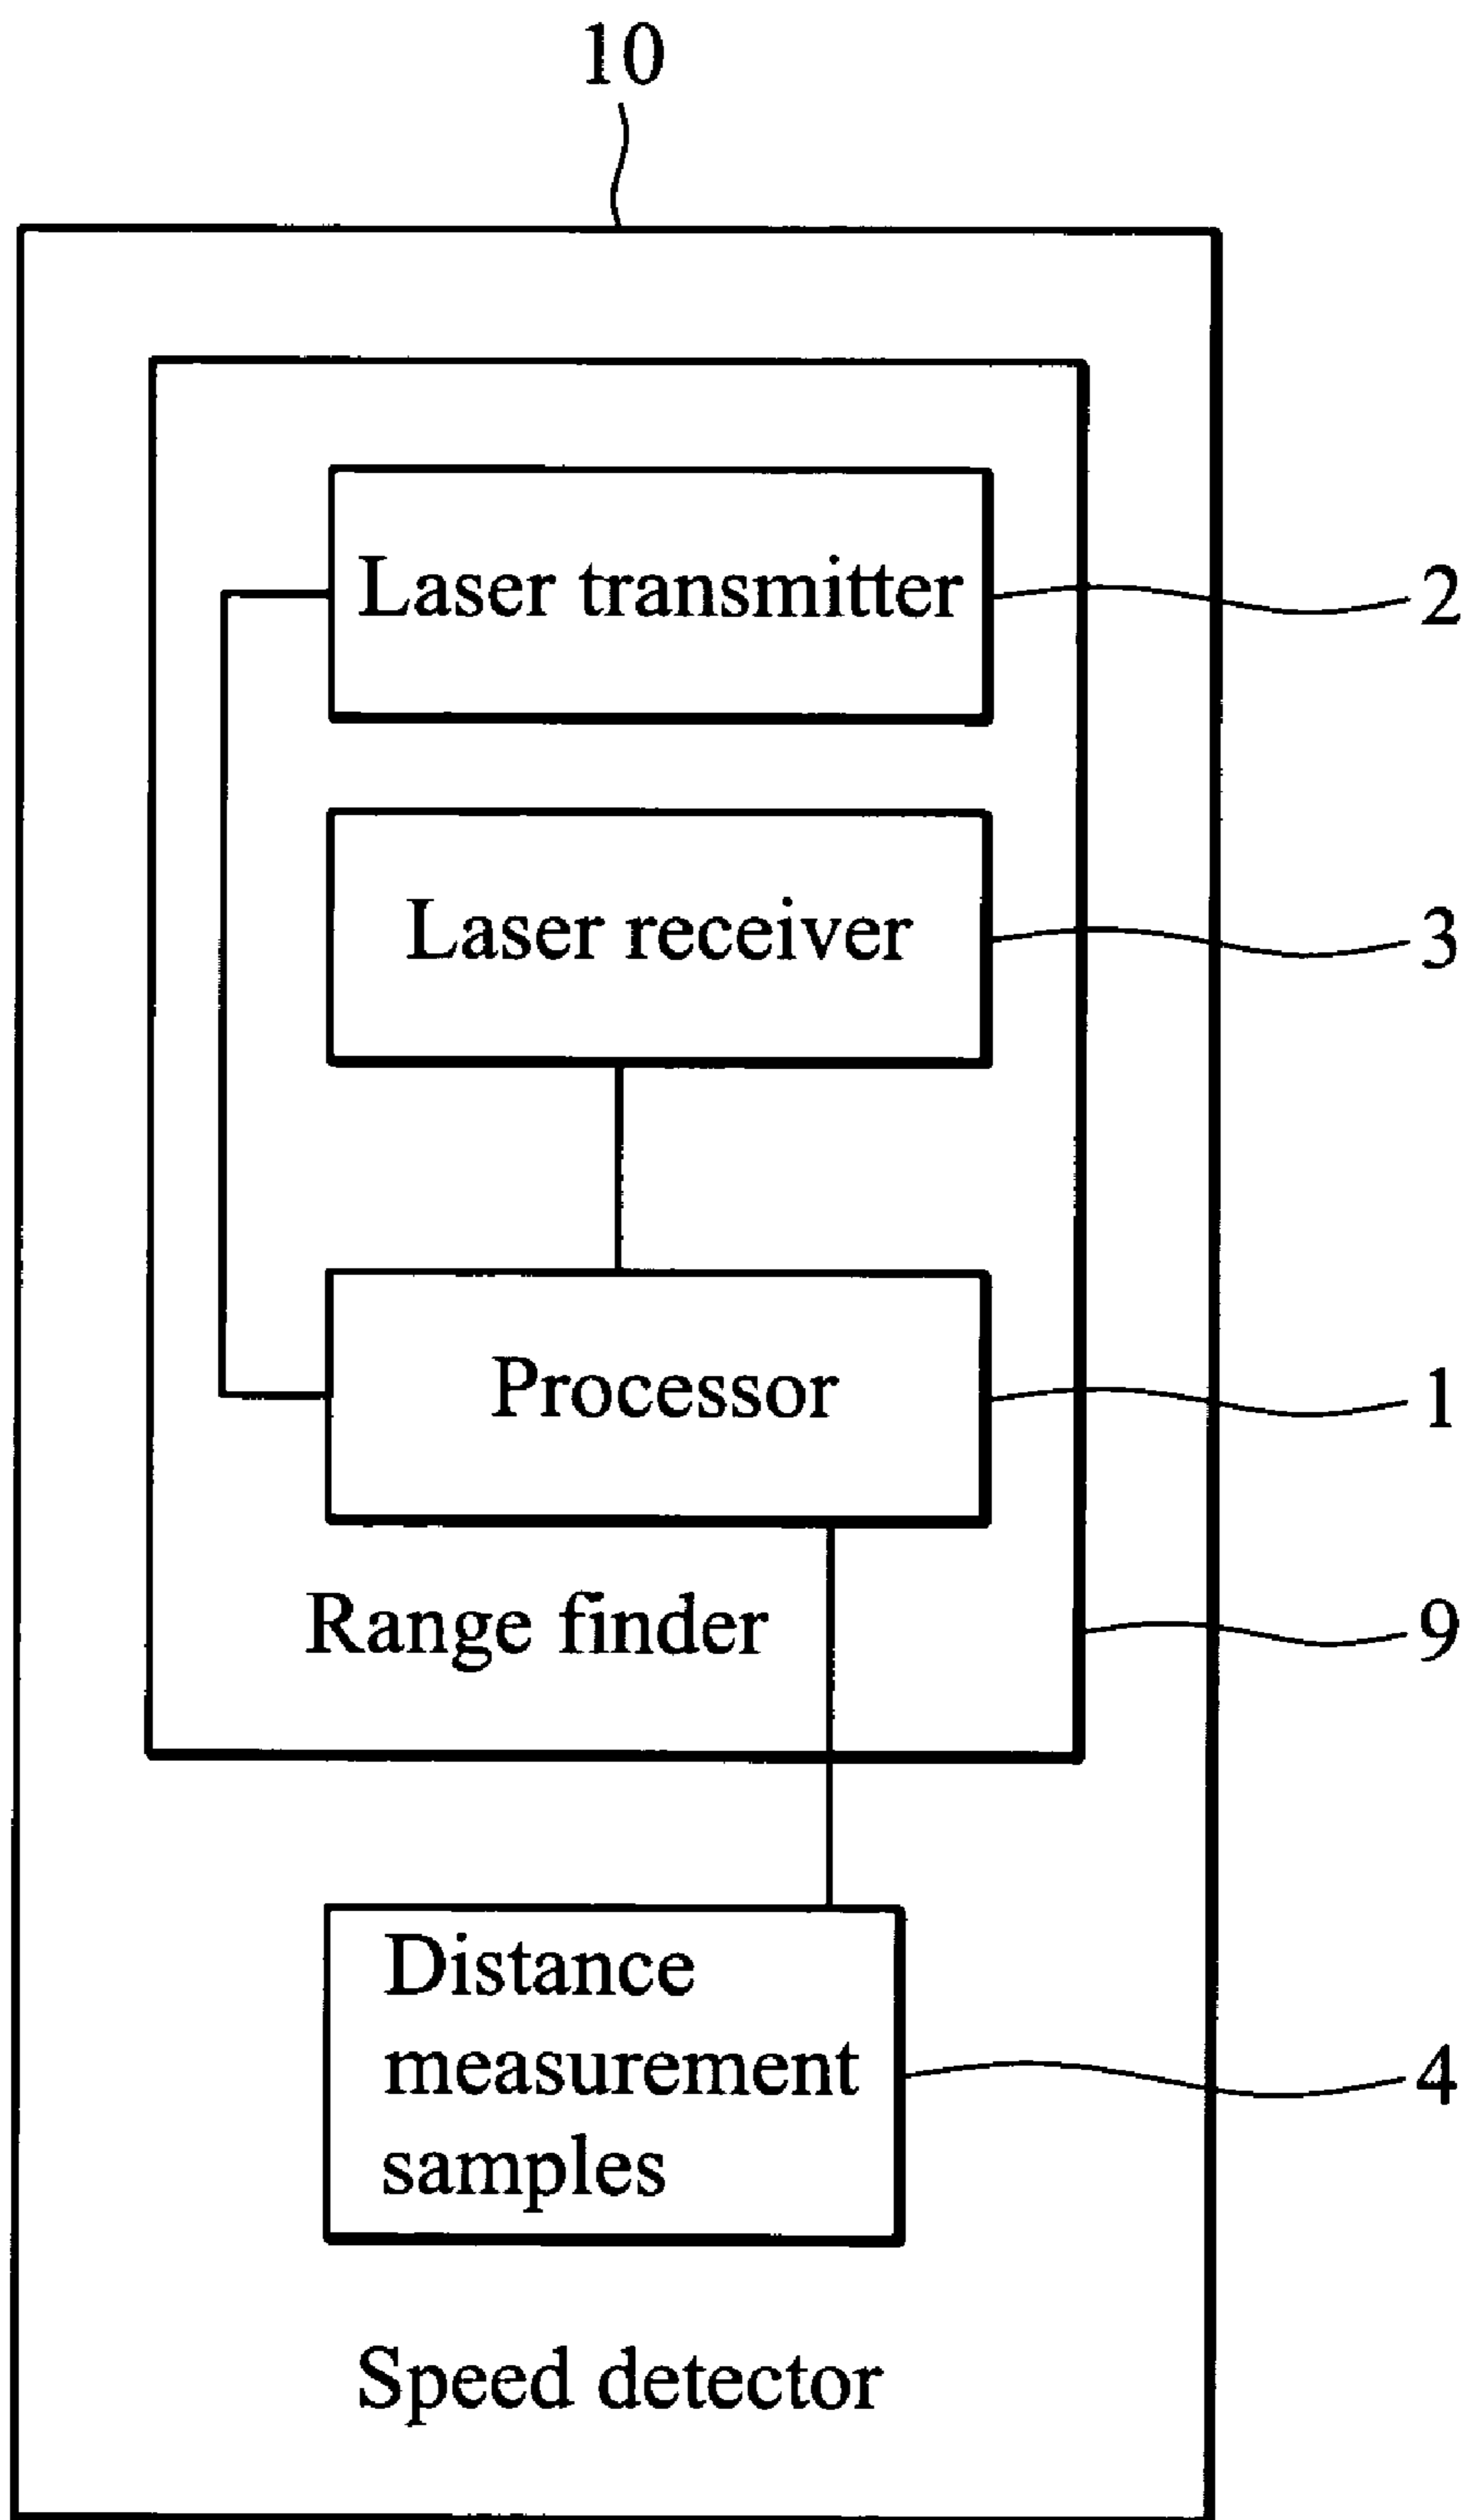 10
Laser transmitter
2
Laser receiver
3
Processor
1
Range finder
9
Distance
measurement
samples
4
Speed detector